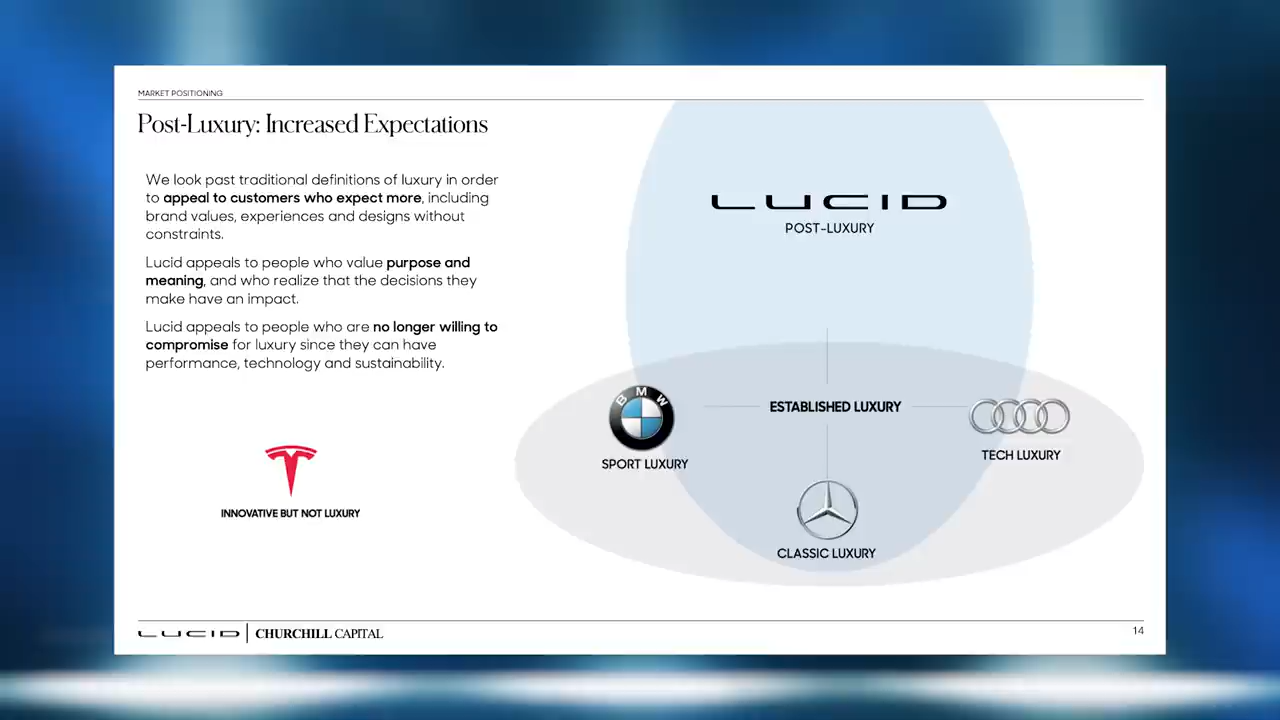 MARKET POSITIONING
Post-Luxury: Increased Expectations
We look past traditional definitions of luxury in order
to appeal to customers who expect more, including
brand values, experiences and designs without
constraints.
Lucid appeals to people who value purpose and
meaning, and who realize that the decisions they
make have an impact.
Lucid appeals to people who are no longer willing to
compromise for luxury since they can have
performance, technology and sustainability.
INNOVATIVE BUT NOT LUXURY
LUCID
POST-LUXURY
ESTABLISHED LUXURY
BMW
SPORT LUXURY
TECH LUXURY
CLASSIC LUXURY
LUCID | CHURCHILL CAPITAL
14